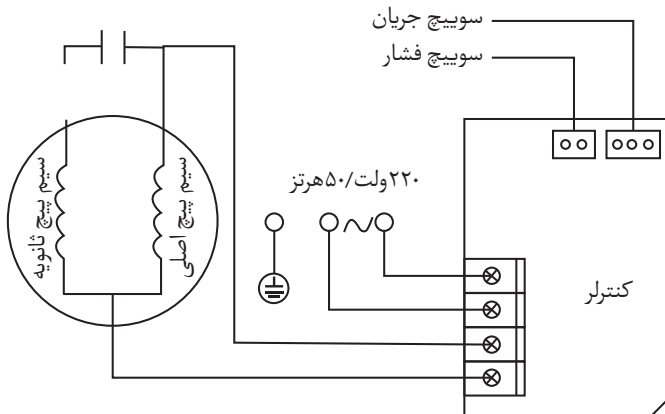 سوییچ جریان
سوییچ فشار
۲۲۰ولت/۵۰هرتز
سیم پیچ ثانویه
سیم پیچ اصلی
کنترلر